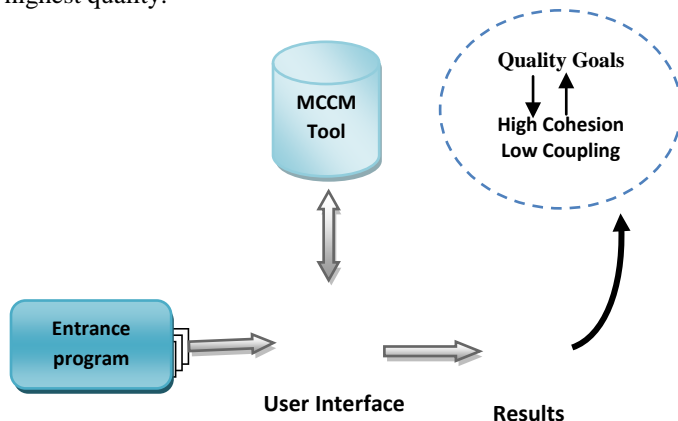 highest quality.
Quality Goals
High Cohesion
Low Coupling
MCCM
Tool
Entrance
program
User Interface
Results